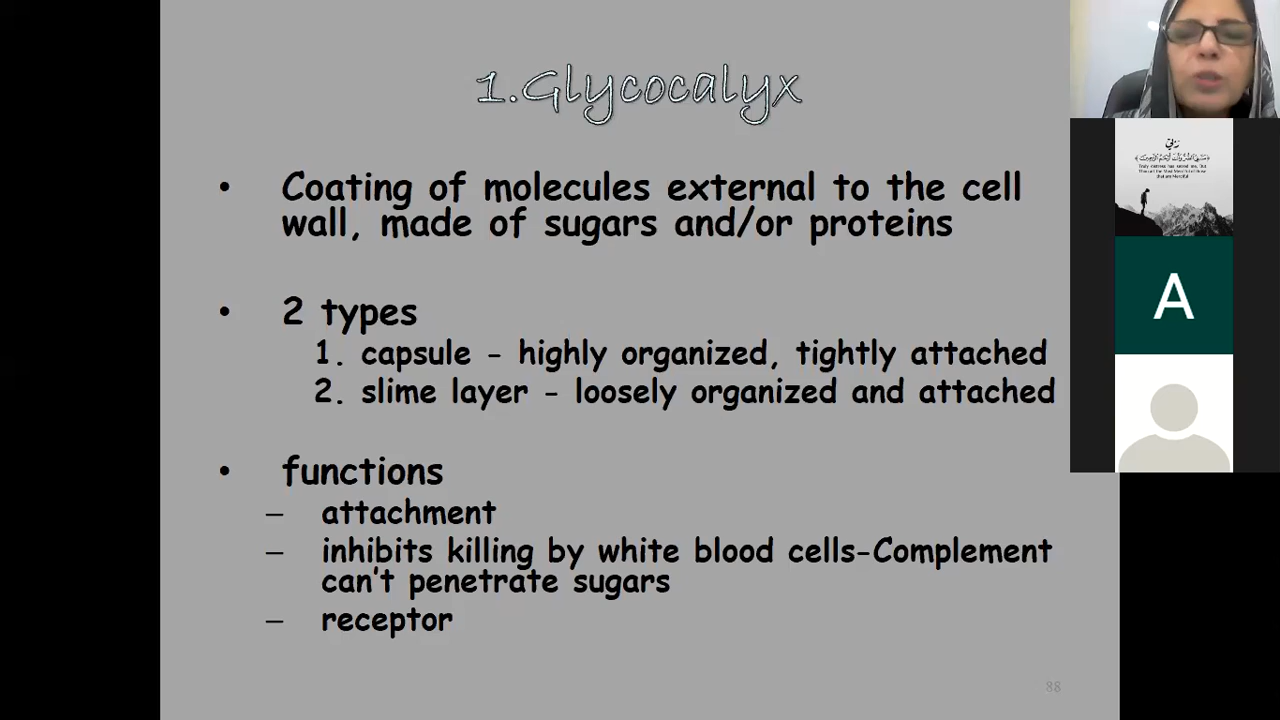 1.Glycocalyx
• Coating of molecules external to the cell
wall, made of sugars and/or proteins
• 2 types
1. capsule - highly organized, tightly attached
2. slime layer - loosely organized and attached
• functions
– attachment
– inhibits killing by white blood cells-Complement
can't penetrate sugars
– receptor
88
A